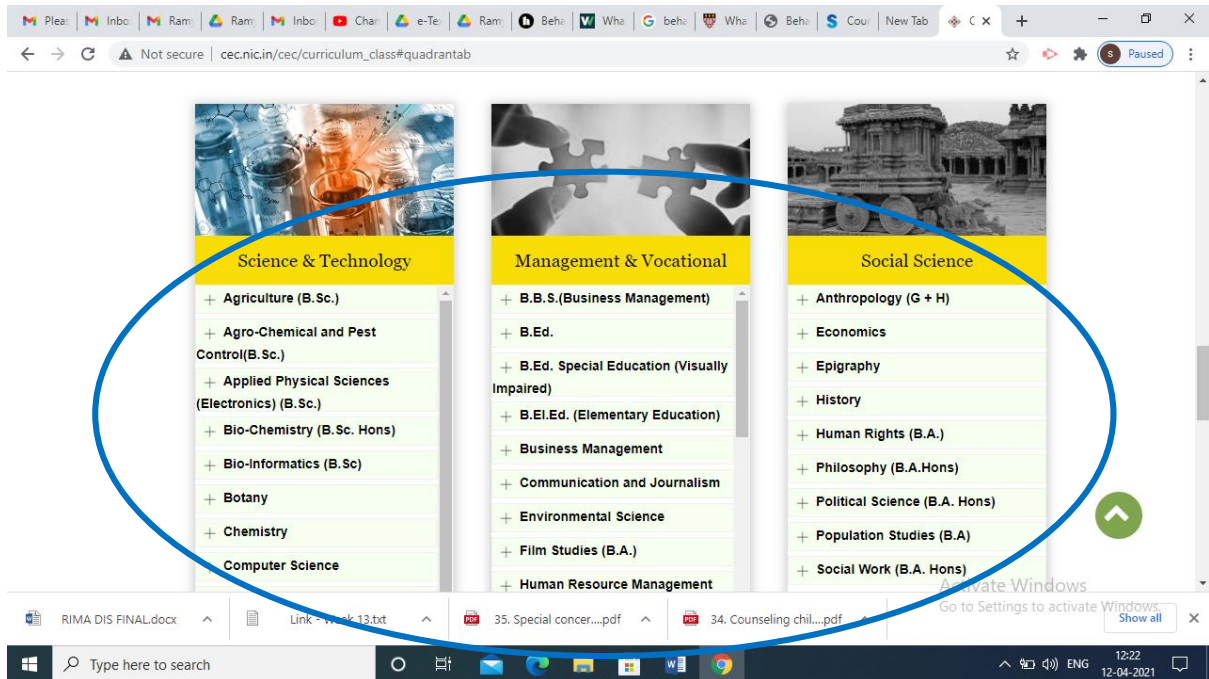 Pleas
Inbo
Ram
Ram
Inbo
Chan
e-Tex
Ram
Beha
Wha
beha
Wha
Beha
Cour
New Tab
Not secure | cec.nic.in/cec/curriculum_class#quadrantab
S Paused
Science & Technology
+ Agriculture (B.Sc.)
+ Agro-Chemical and Pest
Control(B.Sc.)
+ Applied Physical Sciences
(Electronics) (B.Sc.)
+ Bio-Chemistry (B.Sc. Hons)
+ Bio-Informatics (B.Sc)
+ Botany
+ Chemistry
Computer Science
Management & Vocational
+ B.B.S.(Business Management)
+ B.Ed.
+ B.Ed. Special Education (Visually
Impaired)
+ B.El.Ed. (Elementary Education)
+ Business Management
+ Communication and Journalism
+ Environmental Science
+ Film Studies (B.A.)
+ Human Resource Management
Social Science
+ Anthropology (G + H)
+ Economics
+ Epigraphy
+ History
+ Human Rights (B.A.)
+ Philosophy (B.A.Hons)
+ Political Science (B.A. Hons)
+ Population Studies (B.A)
+ Social Work (B.A. Hons)
Activate Windows
Go to Settings to activate Windows.
RIMA DIS FINAL.docx
Link - Week 13.txt
PDF 35. Special concer....pdf
PDF 34. Counseling chil....pdf
Show all
Type here to search
ENG
12:22
12-04-2021